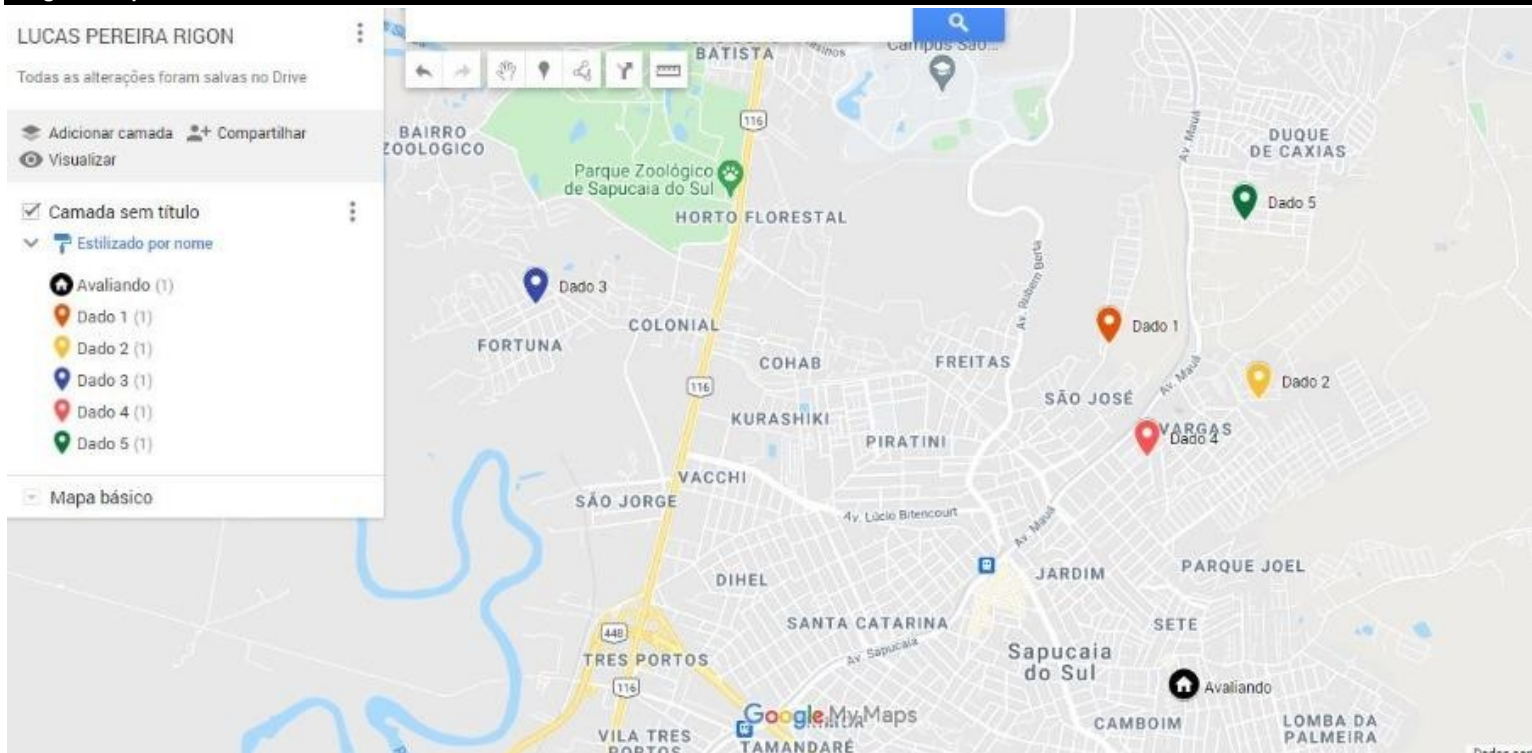 LUCAS PEREIRA RIGON
Todas as alterações foram salvas no Drive
Adicionar camada Compartilhar
Visualizar
Camada sem título
Estilizado por nome
Avaliando (1)
Dado 1 (1)
Dado 2 (1)
Dado 3 (1)
Dado 4 (1)
Dado 5 (1)
Mapa básico
BATISTA
Campus São...
116
BAIRRO
ZOOLOGICO
Parque Zoológico
de Sapucaia do Sul
HORTO FLORESTAL
Av. Mauá
DUQUE
DE CAXIAS
Dado 5
Dado 3
Av. Rubem Berta
COLONIAL
Dado 1
FORTUNA
COHAB
FREITAS
116
Av. Mauá
Dado 2
SÃO JOSÉ
KURASHIKI
PIRATINI
VARGAS
Dado 4
VACCHI
SÃO JORGE
Av. Lúcio Bitencourt
Av. Mauá
DIHEL
JARDIM
PARQUE JOEL
SANTA CATARINA
SETE
448
TRES PORTOS
Av. Sapucaia
Sapucaia
do Sul
116
Avaliando
Google My Maps
CAMBOIM
LOMBA DA
PALMEIRA
VILA TRES
PORTOS
TAMANDARÉ